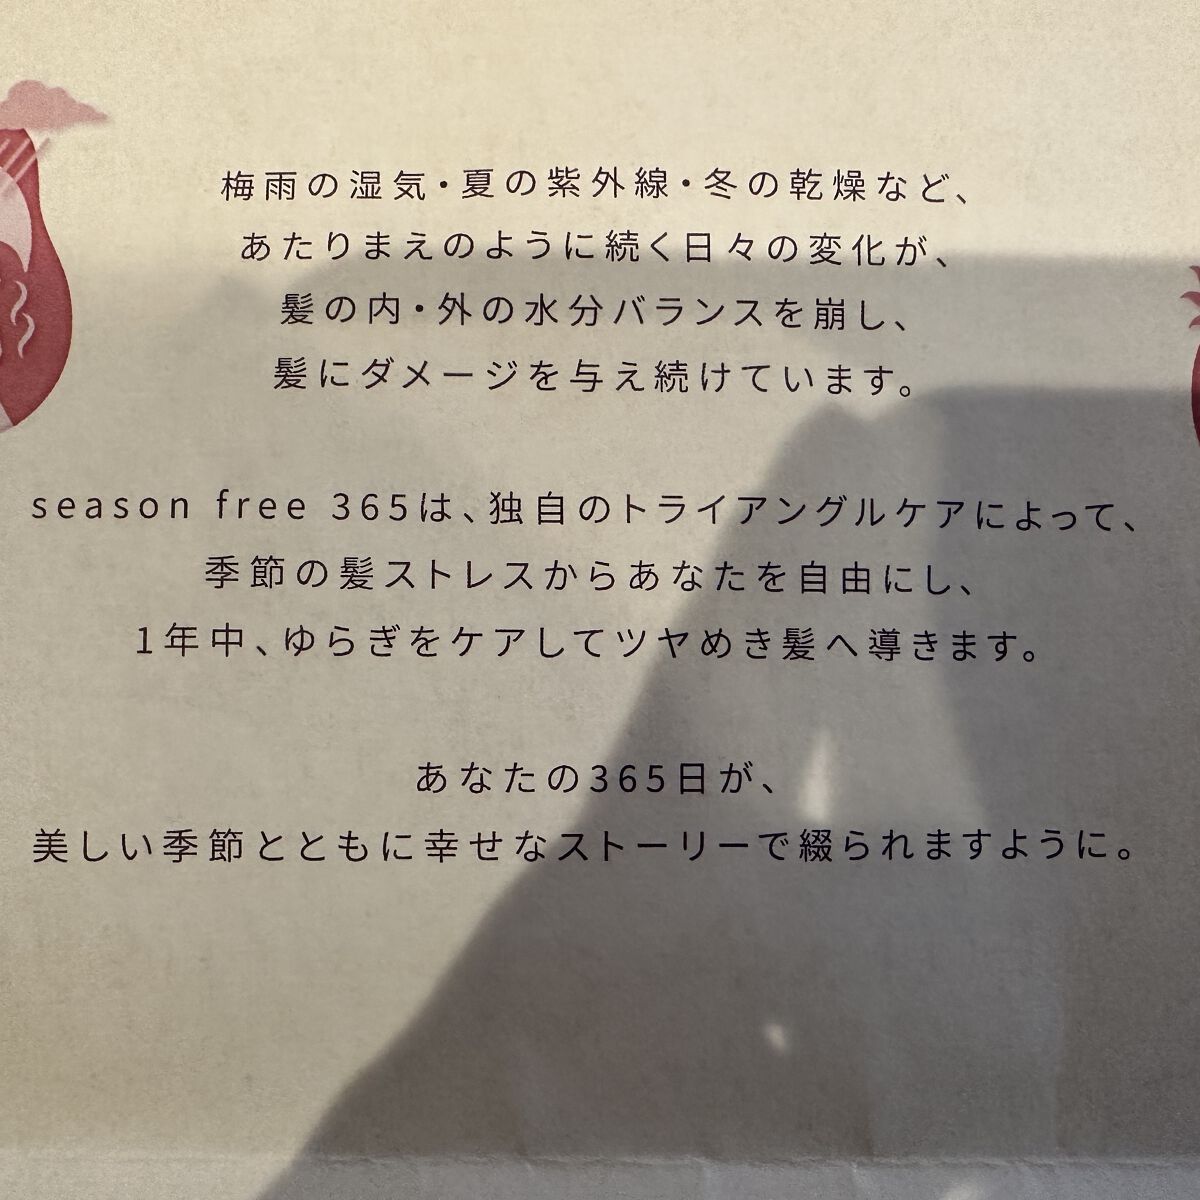 梅雨の湿気・夏の紫外線・冬の乾燥など、
あたりまえのように続く日々の変化が、
髪の内・外の水分バランスを崩し、
髪にダメージを与え続けています。
season free 365は、独自のトライアングルケアによって、
季節の髪ストレスからあなたを自由にし、
1年中、ゆらぎをケアしてツヤめき髪へ導きます。
あなたの365日が、
美しい季節とともに幸せなストーリーで綴られますように。